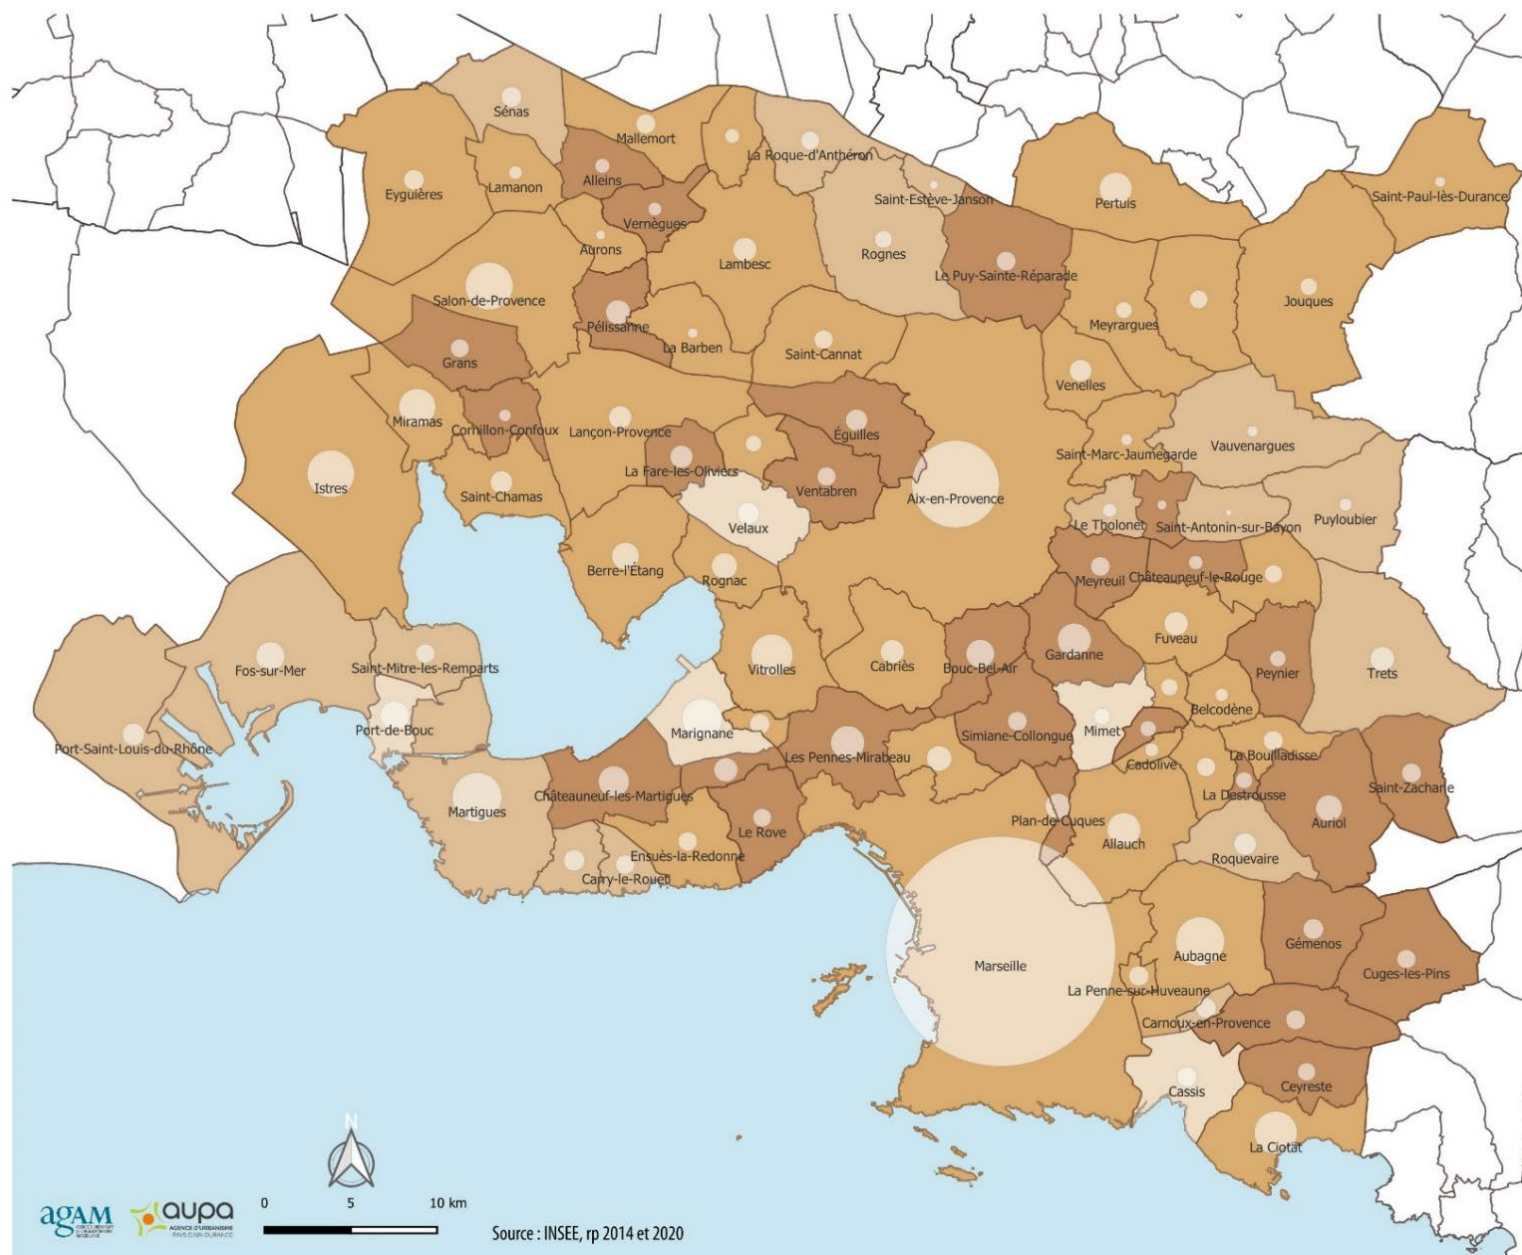 Sénas
Mallemort
La Roque-d'Anthéron
Eyguières
Lamanon
Alleins
Saint-Estève-Janson
Pertuis
Saint-Paul-lès-Durance
Vernègues
Aurons
Lambesc
Rognes
Le Puy-Sainte-Réparade
Salon-de-Provence
Jouques
Pélissanne
Meyrargues
La Barben
Saint-Cannat
Grans
Venelles
Miramas
Cornillon-Confoux
Lançon-Provence
Éguilles
Vauvenargues
Saint-Marc-Jaumegarde
La Fare-les-Oliviers
Istres
Saint-Chamas
Ventabren
Aix-en-Provence
Velaux
Le Tholonet
Saint-Antonin-sur-Bayon
Puyloubier
Berre-l'Étang
Rognac
Meyreuil
Châteauneuf-le-Rouge
Fuveau
Fos-sur-Mer
Saint-Mitre-les-Remparts
Vitrolles
Cabriès
Bouc-Bel-Air
Gardanne
Peynier
Trets
Belcodène
Port-de-Bouc
Port-Saint-Louis-du-Rhône
Marignane
Les Pennes-Mirabeau
Simiane-Collongue
Mimet
La Bouilladisse
Cadolive
Martigues
Châteauneuf-les-Martigues
La Destrousse
Saint-Zacharie
Plan-de-Cuques
Auriol
Le Rove
Allauch
Ensuès-la-Redonne
Roquevaire
Carry-le-Rouet
Gémenos
Aubagne
Marseille
Cuges-les-Pins
La Penne-sur-Huveaune
Carnoux-en-Provence
Cassis
Ceyreste
La Ciotat
N
agAM
aupa
AGENCE D'URBANISME
PAYS D'AIX-DURANCE
0 5 10 km
Source : INSEE, rp 2014 et 2020